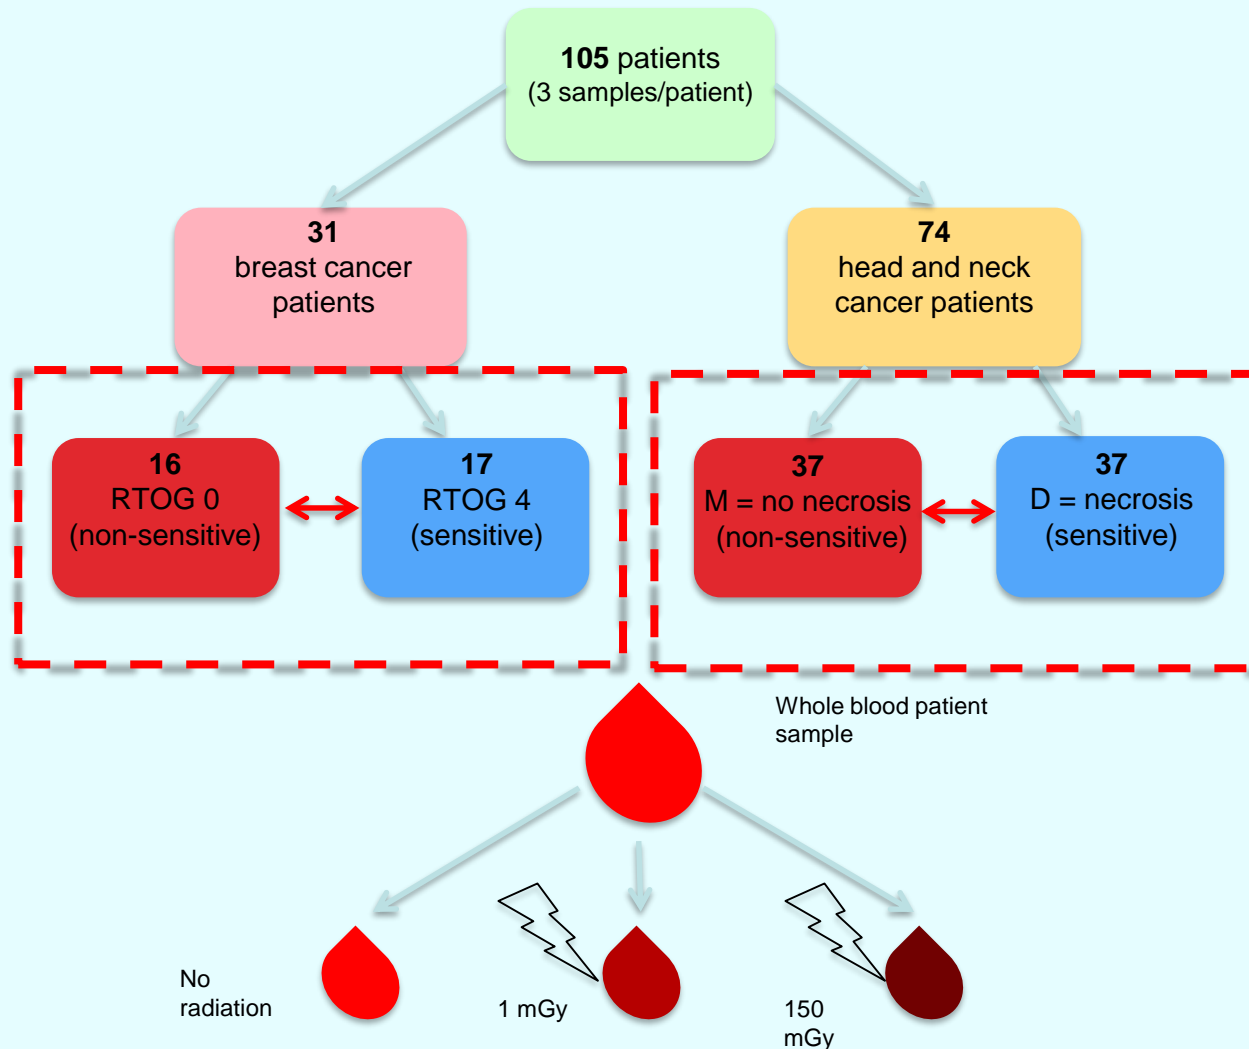 105 patients
(3 samples/patient)
31
breast cancer
patients
74
head and neck
cancer patients
16
RTOG 0
(non-sensitive)
17
RTOG 4
(sensitive)
37
M = no necrosis
(non-sensitive)
37
D = necrosis
(sensitive)
Whole blood patient
sample
No
radiation
1 mGy
150
mGy